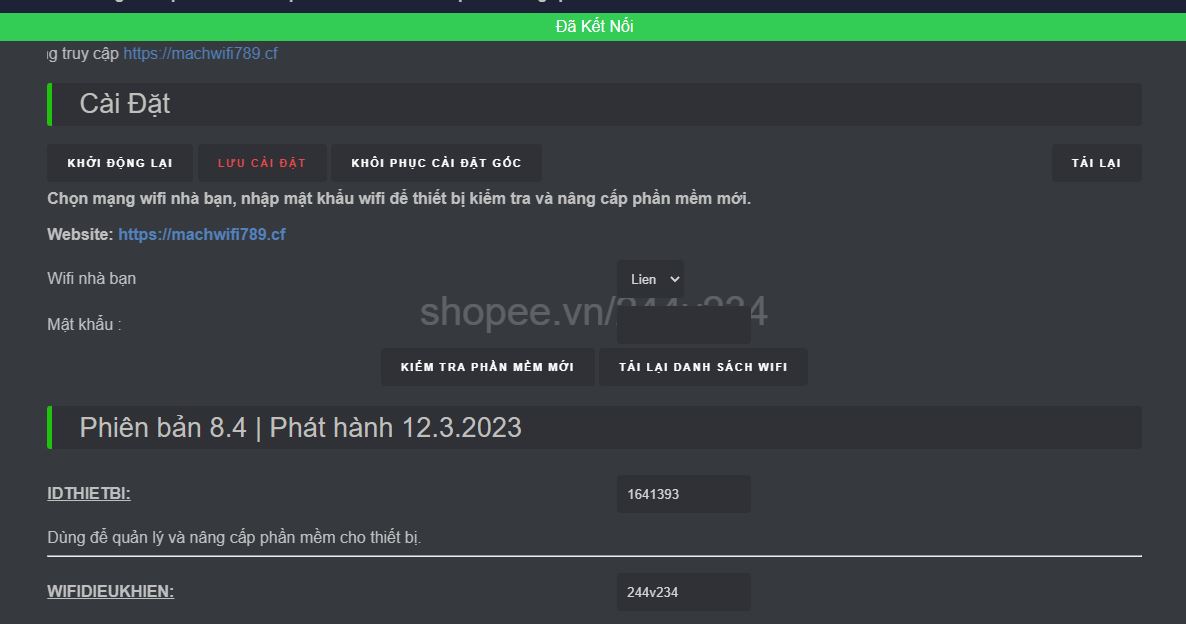 Đã Kết Nối
ng truy cập https://machwifi789.cf
Cài Đặt
KHỞI ĐỘNG LẠI LƯU CÀI ĐẶT KHÔI PHỤC CÀI ĐẶT GỐC TẢI LẠI
Chọn mạng wifi nhà bạn, nhập mật khẩu wifi để thiết bị kiểm tra và nâng cấp phần mềm mới.
Website: https://machwifi789.cf
Wifi nhà bạn Lien
shopee.vn/244v234
Mật khẩu :
KIỂM TRA PHẦN MỀM MỚI TẢI LẠI DANH SÁCH WIFI
Phiên bản 8.4 | Phát hành 12.3.2023
IDTHIETBI: 1641393
Dùng để quản lý và nâng cấp phần mềm cho thiết bị.
WIFIDIEUKHIEN: 244v234